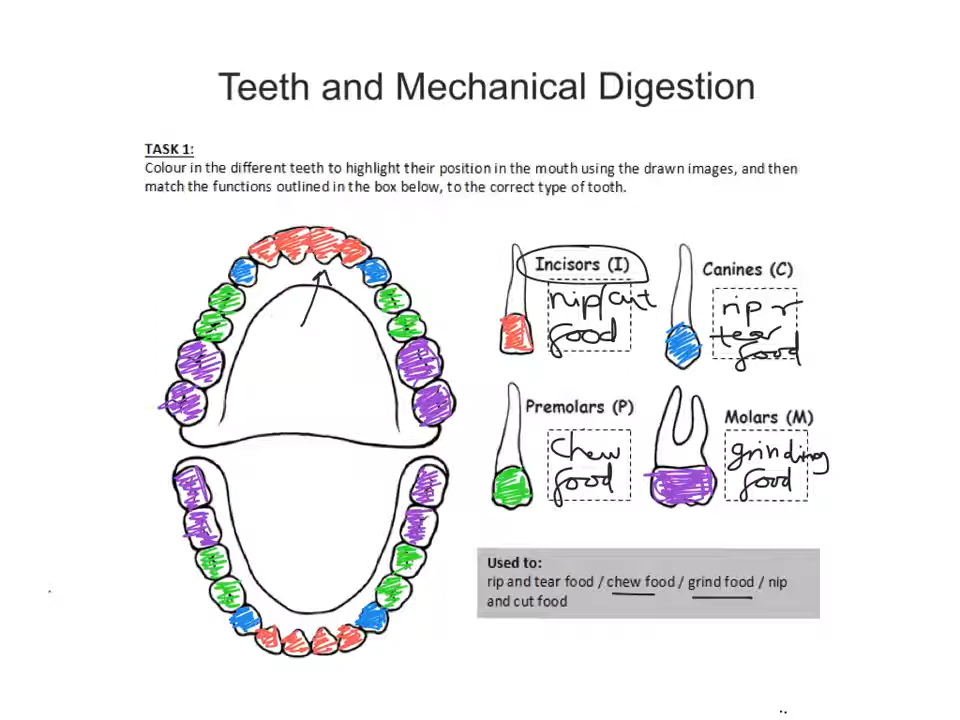 Teeth and Mechanical Digestion
TASK 1:
Colour in the different teeth to highlight their position in the mouth using the drawn images, and then
match the functions outlined in the box below, to the correct type of tooth.
Incisors (I)
nip/cut
food
Canines (C)
rip r
tear
food
Premolars (P)
chew
food
Molars (M)
grinding
food
Used to:
rip and tear food / chew food / grind food / nip
and cut food